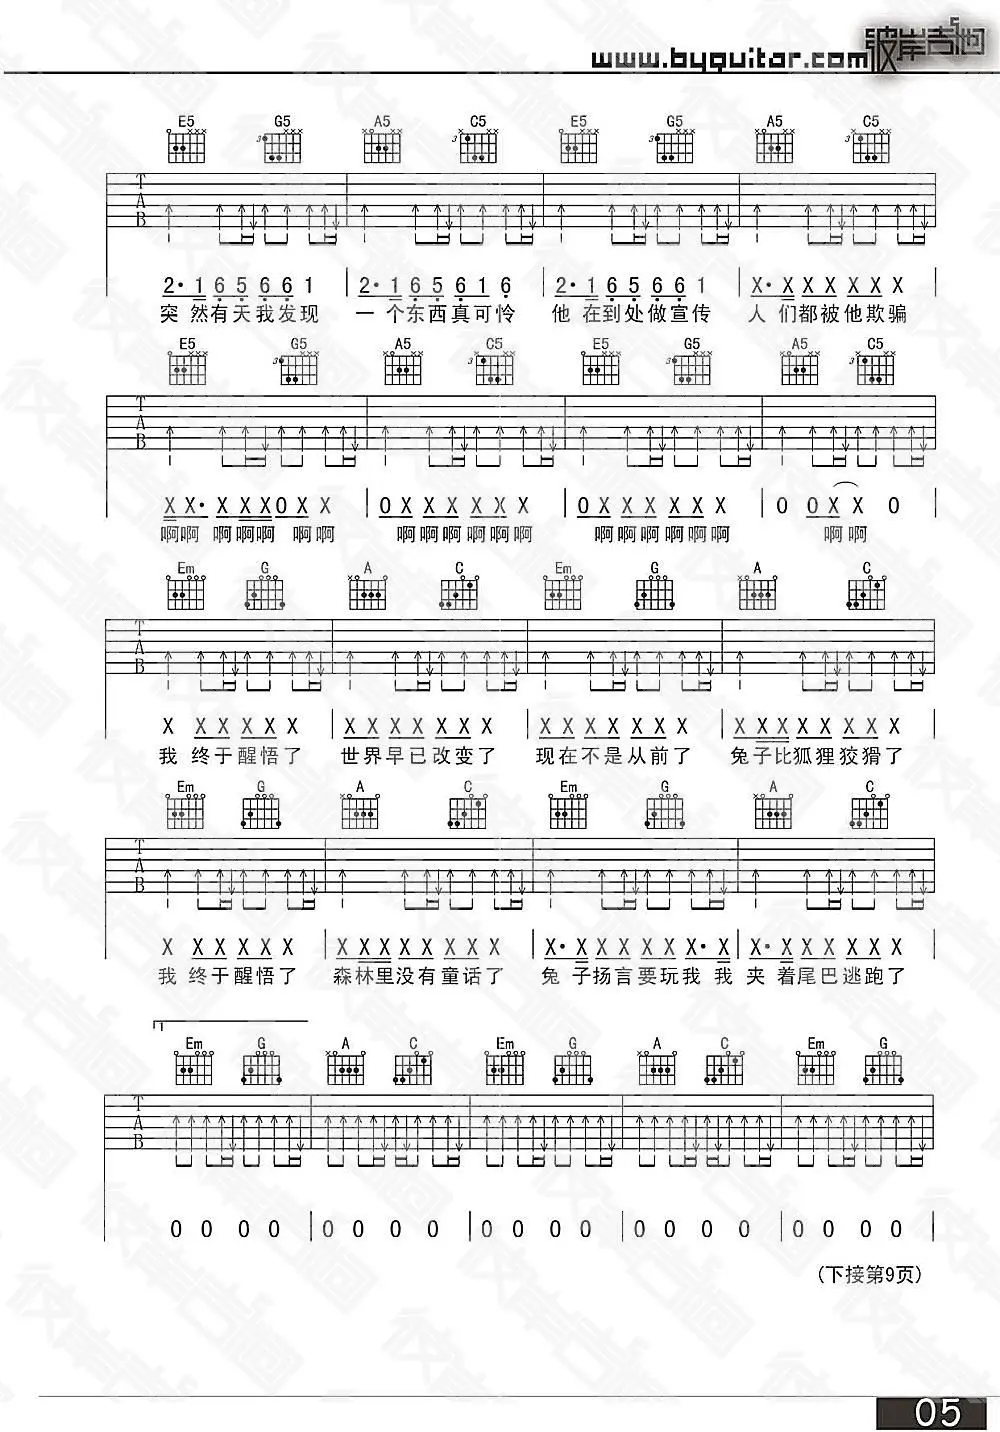 www.byguitar.com 彼岸吉他
E5 G5 A5 C5 E5 G5 A5 C5
3 3 3 3
T
A
B
2· 1 6 5 6 6 1 2· 1 6 5 6 1 6 2· 1 6 5 6 6 1 X· X X X X X X
突 然有天我发现 一 个东西真可怜 他 在到处做宣传 人 们都被他欺骗
E5 G5 A5 C5 E5 G5 A5 C5
3 3 3 3
T
A
B
X X· X X X 0 X X 0 X X X X X X 0 X X X X X X 0 0 X X 0
啊啊 啊啊啊 啊啊 啊啊啊啊啊啊 啊啊啊啊啊啊 啊啊
Em G A C Em G A C
T
A
B
X X X X X X X X X X X X X X X X X X X X X X X X X X X X
我 终于醒悟了 世界早已改变了 现在不是从前了 兔子比狐狸狡猾了
Em G A C Em G A C
T
A
B
X X X X X X X X X X X X X X X· X X X X X X· X X· X X X X X X
我 终于醒悟了 森林里没有童话了 兔 子扬言要玩我 我 夹 着尾巴逃跑了
Em G A C Em G A C Em G
T
A
B
0 0 0 0 0 0 0 0 0 0 0 0 0 0 0 0 0 0 0 0
(下接第9页)
05